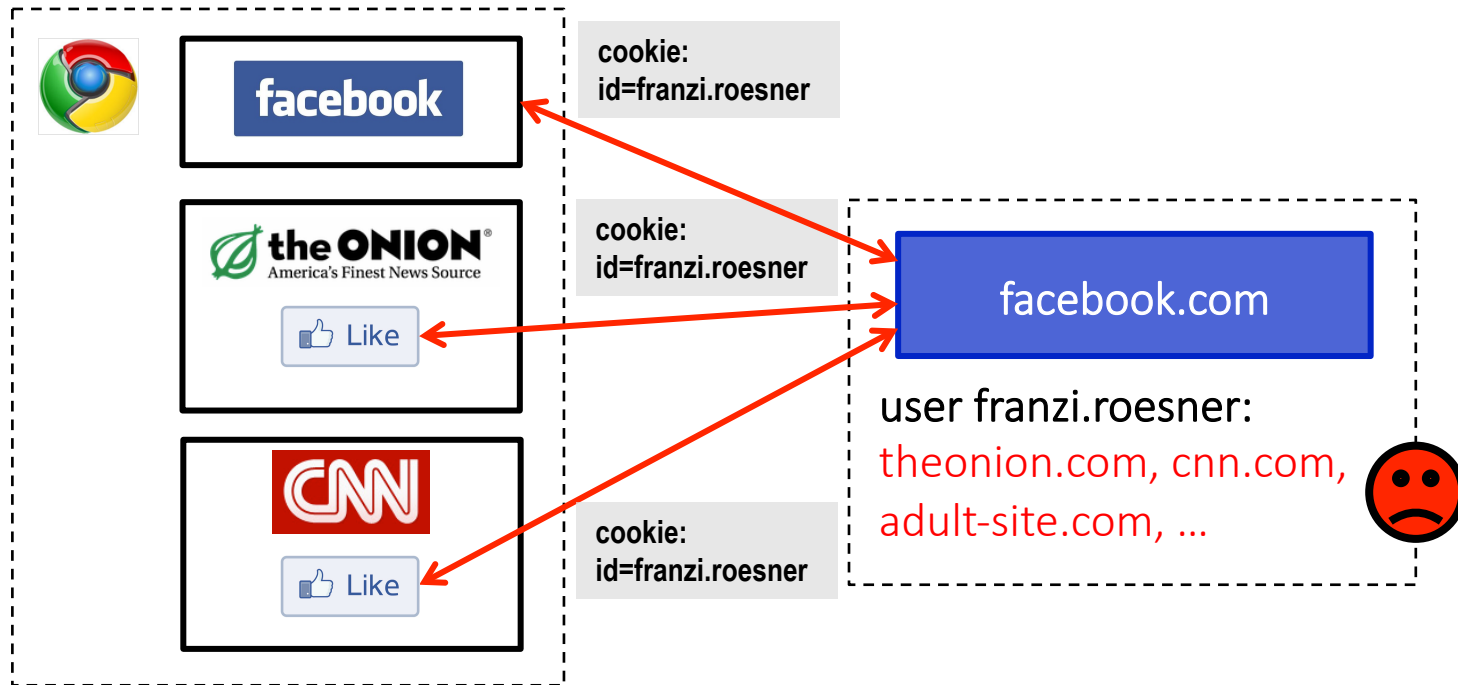 facebook
cookie:
id=franzi.roesner
the ONION®
America's Finest News Source
Like
cookie:
id=franzi.roesner
facebook.com
user franzi.roesner:
theonion.com, cnn.com,
adult-site.com, ...
CNN
Like
cookie:
id=franzi.roesner